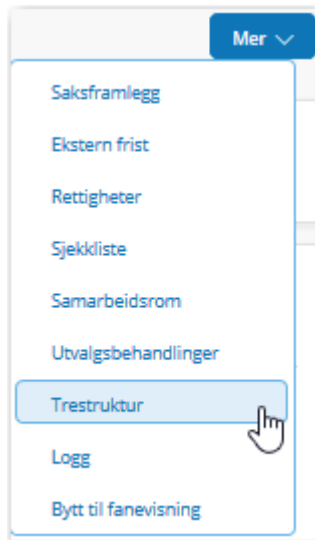 Mer
Saksframlegg
Ekstern frist
Rettigheter
Sjekkliste
Samarbeidsrom
Utvalgsbehandlinger
Trestruktur
Logg
Bytt til fanevisning